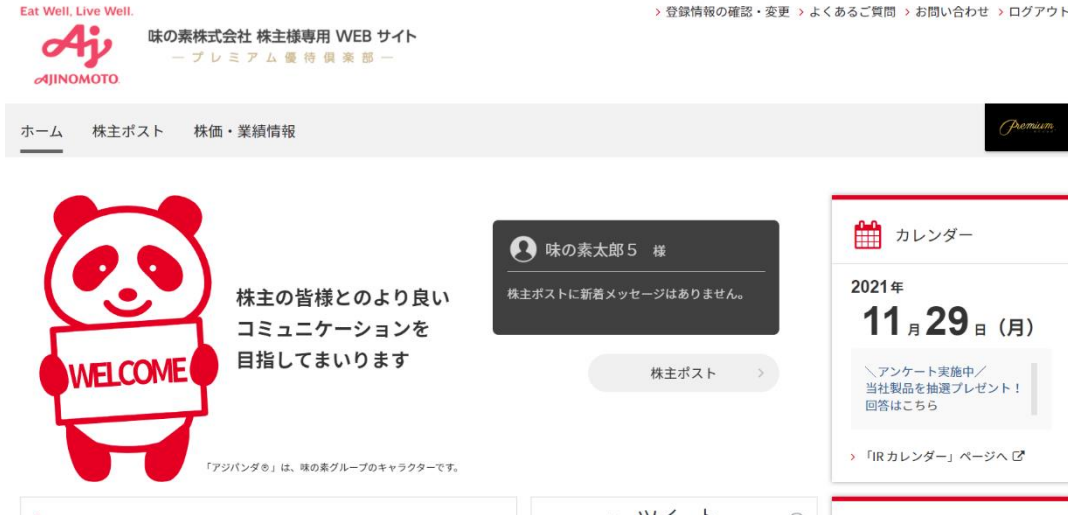 Eat Well, Live Well.
AJINOMOTO
味の素株式会社 株主様専用 WEB サイト
―プレミアム優待倶楽部―
> 登録情報の確認・変更 > よくあるご質問 > お問い合わせ > ログアウト
ホーム 株主ポスト 株価・業績情報
Premium
WELCOME
株主の皆様とのより良い
コミュニケーションを
目指してまいります
「アジパンダ®」は、味の素グループのキャラクターです。
味の素太郎5 様
株主ポストに新着メッセージはありません。
株主ポスト >
カレンダー
2021年
11月29日（月）
＼アンケート実施中／
当社製品を抽選プレゼント！
回答はこちら
> 「IRカレンダー」ページへ